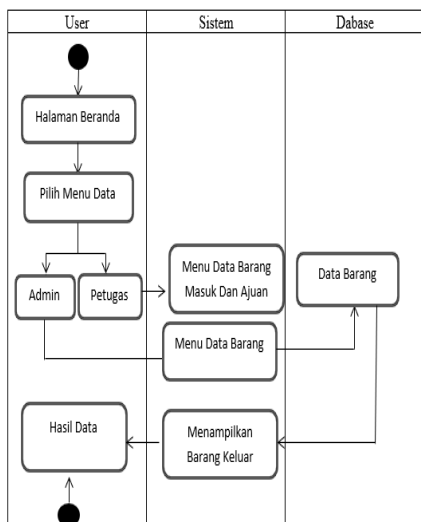 User
Sistem
Dabase
Halaman Beranda
Pilih Menu Data
Admin
Petugas
Menu Data Barang
Masuk Dan Ajuan
Data Barang
Menu Data Barang
Hasil Data
Menampilkan
Barang Keluar